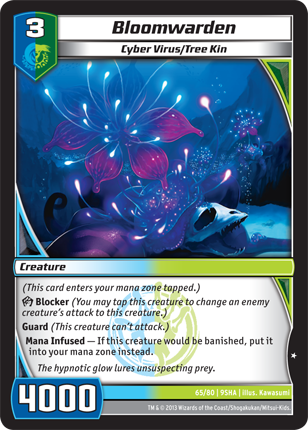 3
Bloomwarden
Cyber Virus/Tree Kin
Creature
(This card enters your mana zone tapped.)
Blocker (You may tap this creature to change an enemy
creature's attack to this creature.)
Guard (This creature can't attack.)
Mana Infused — If this creature would be banished, put it
into your mana zone instead.
The hypnotic glow lures unsuspecting prey.
65/80 | 9SHA | Illus. Kawasumi
4000
TM & © 2013 Wizards of the Coast/Shogakukan/Mitsui-Kids.